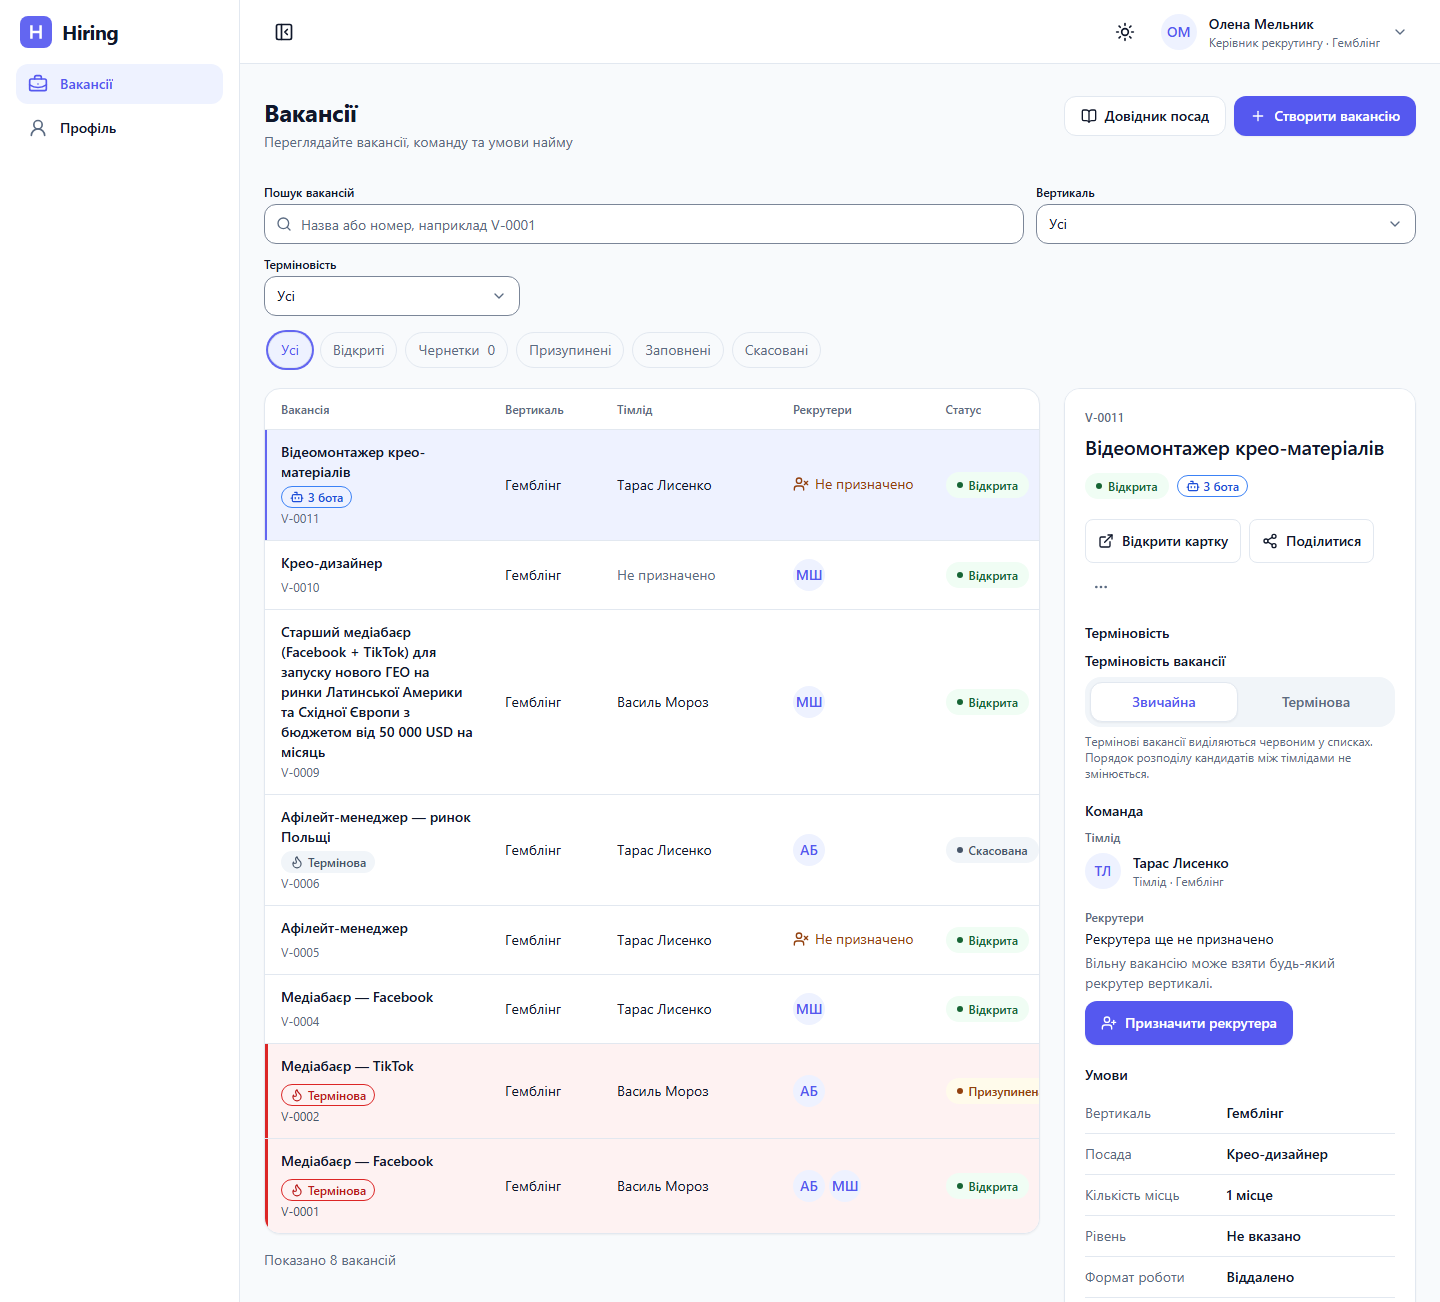 H Hiring
Вакансії
Профіль
ОМ
Олена Мельник
Керівник рекрутингу · Гемблінг
Вакансії
Переглядайте вакансії, команду та умови найму
Довідник посад
Створити вакансію
Пошук вакансій
Назва або номер, наприклад V-0001
Вертикаль
Усі
Терміновість
Усі
Усі Відкриті Чернетки 0 Призупинені Заповнені Скасовані
Вакансія Вертикаль Тімлід Рекрутери Статус
Відеомонтажер крео-
матеріалів
З бота
V-0011
Гемблінг Тарас Лисенко Не призначено Відкрита
Крео-дизайнер
V-0010
Гемблінг Не призначено МШ Відкрита
Старший медіабаєр
(Facebook + TikTok) для
запуску нового ГЕО на
ринки Латинської Америки
та Східної Європи з
бюджетом від 50 000 USD на
місяць
V-0009
Гемблінг Василь Мороз МШ Відкрита
Афілейт-менеджер — ринок
Польщі
Термінова
V-0006
Гемблінг Тарас Лисенко АБ Скасована
Афілейт-менеджер
V-0005
Гемблінг Тарас Лисенко Не призначено Відкрита
Медіабаєр — Facebook
V-0004
Гемблінг Тарас Лисенко МШ Відкрита
Медіабаєр — TikTok
Термінова
V-0002
Гемблінг Василь Мороз АБ Призупинен
Медіабаєр — Facebook
Термінова
V-0001
Гемблінг Василь Мороз АБ МШ Відкрита
Показано 8 вакансій
V-0011
Відеомонтажер крео-матеріалів
Відкрита З бота
Відкрити картку Поділитися
Терміновість
Терміновість вакансії
Звичайна Термінова
Термінові вакансії виділяються червоним у списках.
Порядок розподілу кандидатів між тімлідами не
змінюється.
Команда
Тімлід
ТЛ
Тарас Лисенко
Тімлід · Гемблінг
Рекрутери
Рекрутера ще не призначено
Вільну вакансію може взяти будь-який
рекрутер вертикалі.
Призначити рекрутера
Умови
Вертикаль Гемблінг
Посада Крео-дизайнер
Кількість місць 1 місце
Рівень Не вказано
Формат роботи Віддалено